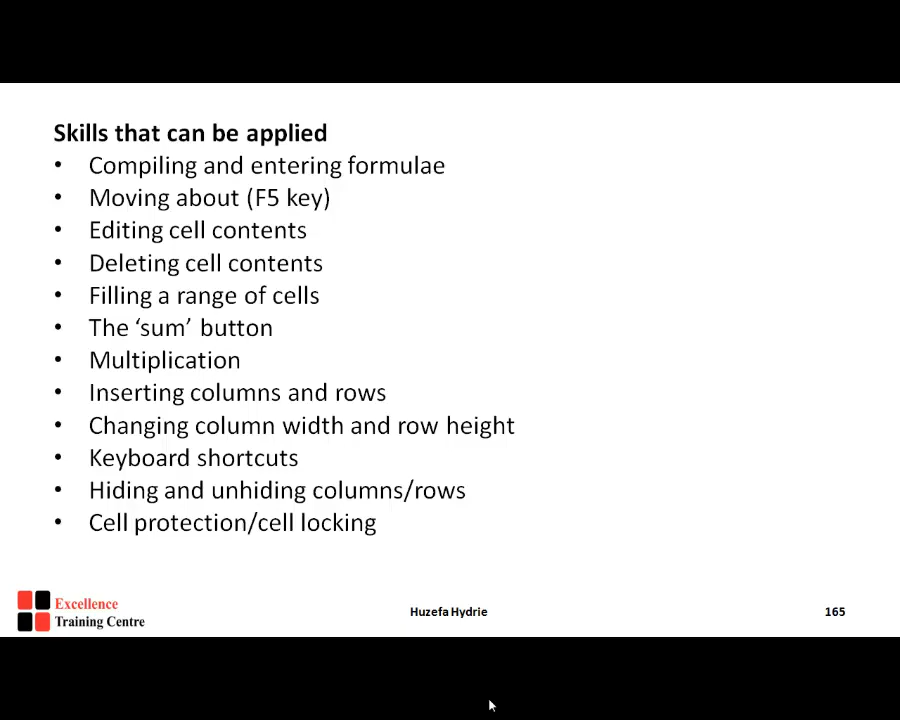 Skills that can be applied
• Compiling and entering formulae
• Moving about (F5 key)
• Editing cell contents
• Deleting cell contents
• Filling a range of cells
• The ‘sum’ button
• Multiplication
• Inserting columns and rows
• Changing column width and row height
• Keyboard shortcuts
• Hiding and unhiding columns/rows
• Cell protection/cell locking
Excellence
Training Centre
Huzefa Hydrie
165